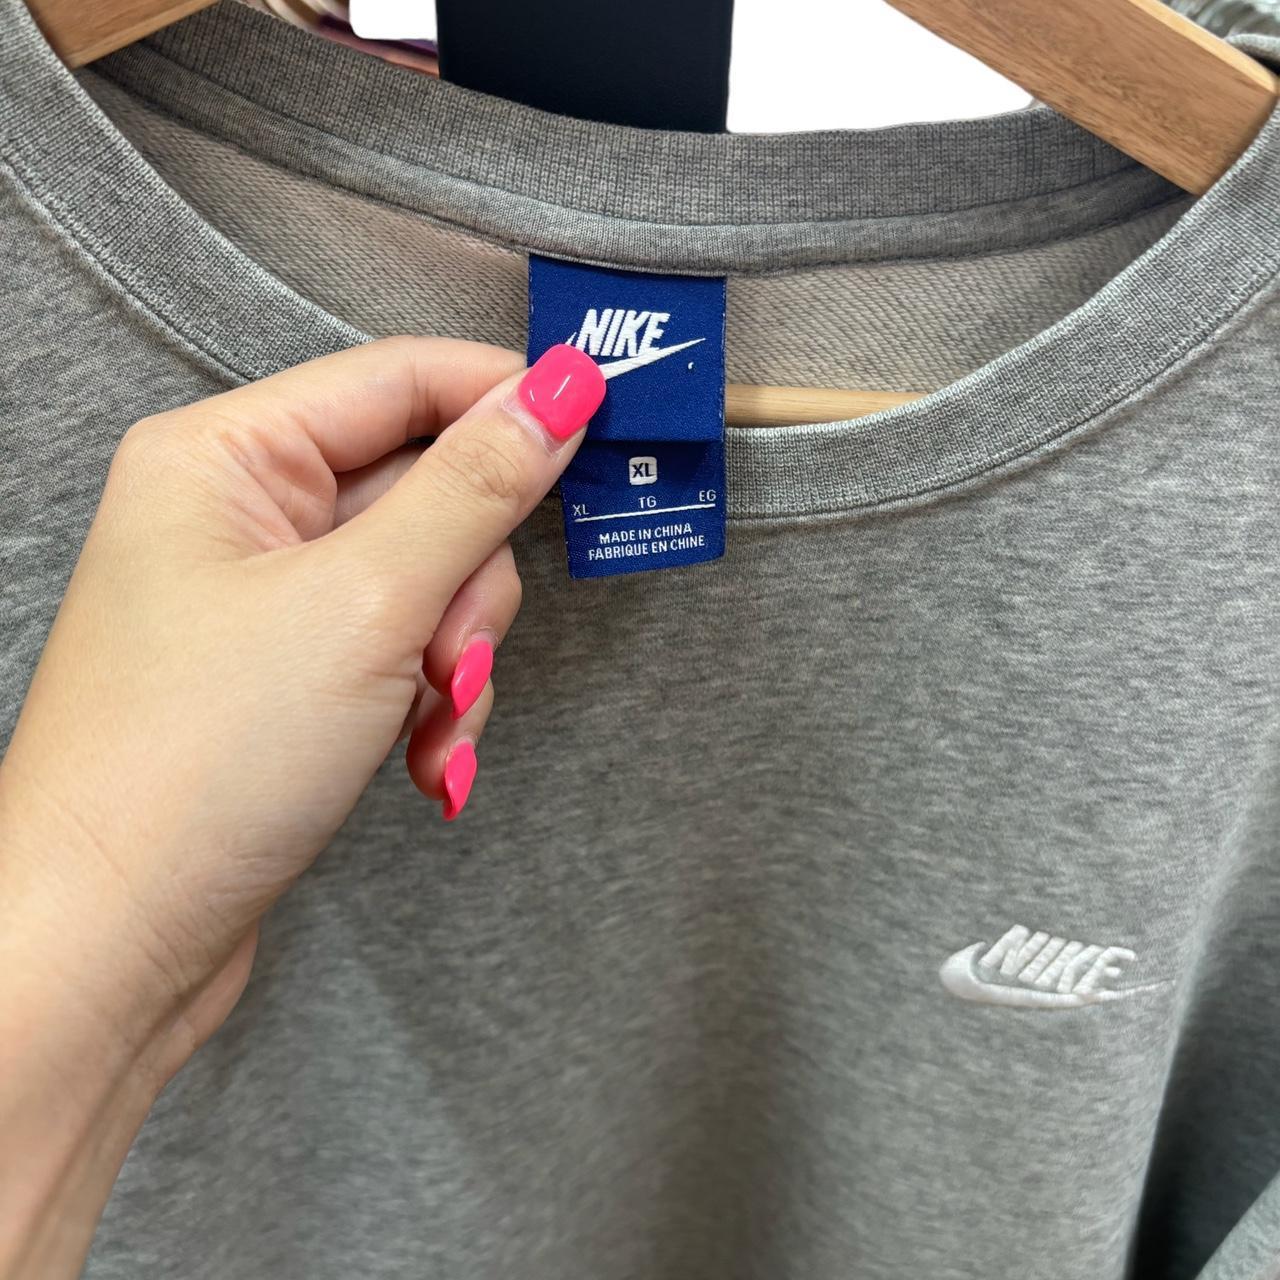 NIKE
XL
XL TG EG
MADE IN CHINA
FABRIQUE EN CHINE
NIKE